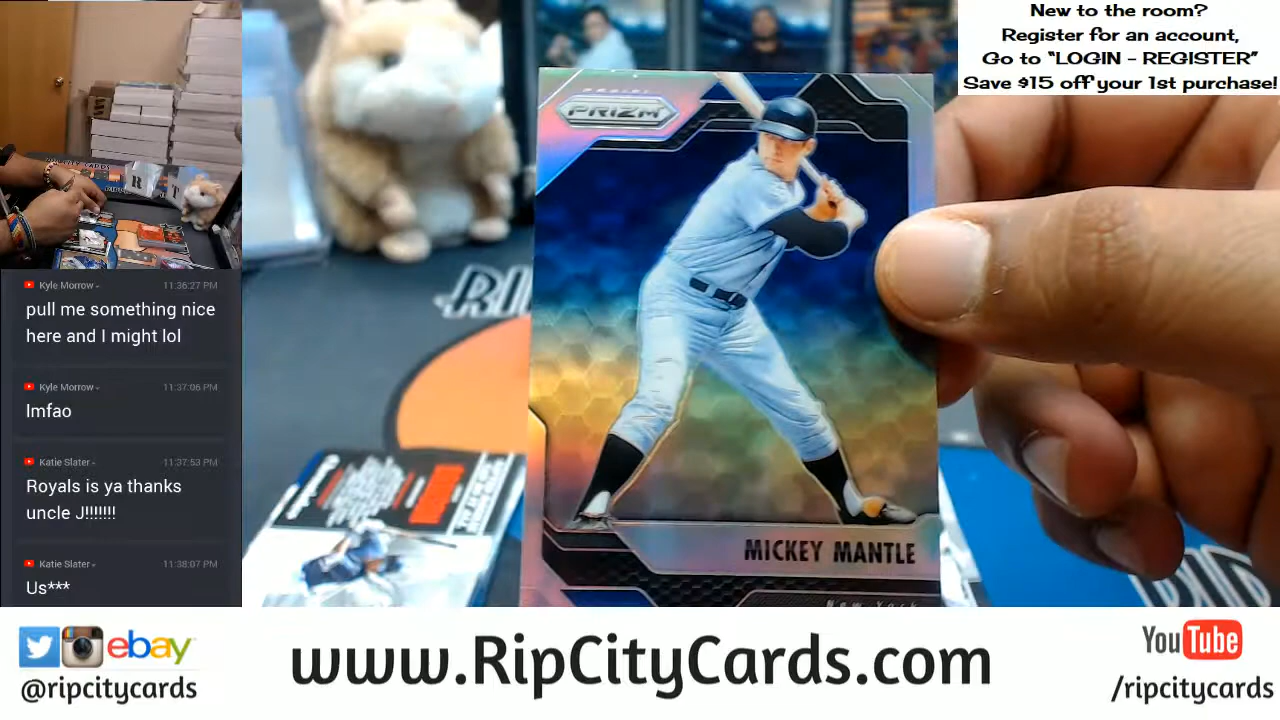 New to the room?
Register for an account,
Go to “LOGIN - REGISTER”
Save $15 off your 1st purchase!
PANINI
PRIZM
R T
Kyle Morrow - 11:36:27 PM
pull me something nice
here and I might lol
Kyle Morrow - 11:37:06 PM
lmfao
Katie Slater - 11:37:53 PM
Royals is ya thanks
uncle J!!!!!!!
Katie Slater - 11:38:07 PM
Us***
RIP
MICKEY MANTLE
New York
RIP
ebay
@ripcitycards
www.RipCityCards.com
YouTube
/ripcitycards